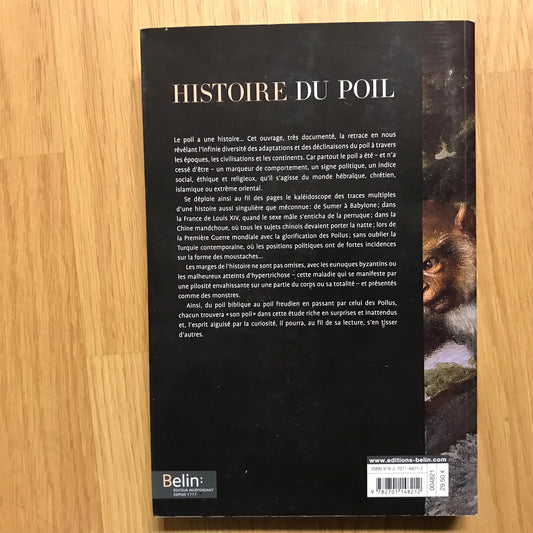 HISTOIRE DU POIL
Le poil a une histoire... Cet ouvrage, très documenté, la retrace en nous
révélant l'infinie diversité des adaptations et des déclinaisons du poil à travers
les époques, les civilisations et les continents. Car partout le poil a été – et n'a
cessé d'être – un marqueur de comportement, un signe politique, un indice
social, éthique et religieux, qu'il s'agisse du monde hébraïque, chrétien,
islamique ou extrême oriental.
Se déploie ainsi au fil des pages le kaléidoscope des traces multiples
d'une histoire aussi singulière que méconnue : de Sumer à Babylone ; dans
la France de Louis XIV, quand le sexe mâle s'enticha de la perruque ; dans la
Chine mandchoue, où tous les sujets chinois devaient porter la natte ; lors de
la Première Guerre mondiale avec la glorification des Poilus ; sans oublier la
Turquie contemporaine, où les positions politiques ont de fortes incidences
sur la forme des moustaches...
Les marges de l'histoire ne sont pas omises, avec les eunuques byzantins ou
les malheureux atteints d'hypertrichose – cette maladie qui se manifeste par
une pilosité envahissante sur une partie du corps ou sa totalité – et présentés
comme des monstres.
Ainsi, du poil biblique au poil freudien en passant par celui des Poilus,
chacun trouvera « son poil » dans cette étude riche en surprises et inattendus
et, l'esprit aiguisé par la curiosité, il pourra, au fil de sa lecture, s'en tisser
d'autres.
Belin:
ÉDITEUR INDÉPENDANT
DEPUIS 1777
www.editions-belin.com
ISBN 978-2-7011-4821-2
9 782701 148212
004821
29,50 €